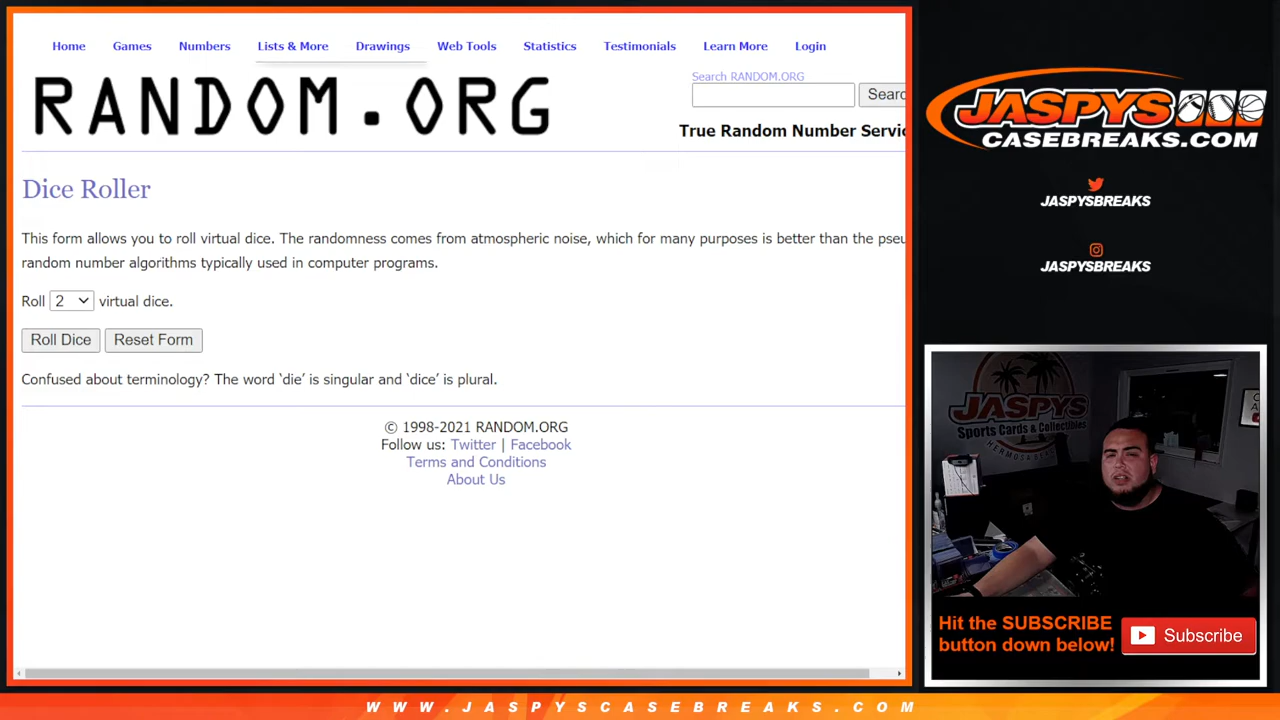 Home Games Numbers Lists & More Drawings Web Tools Statistics Testimonials Learn More Login
RANDOM.ORG
Search RANDOM.ORG
Searc
True Random Number Servic
Dice Roller
This form allows you to roll virtual dice. The randomness comes from atmospheric noise, which for many purposes is better than the pseu
random number algorithms typically used in computer programs.
Roll 2 virtual dice.
Roll Dice Reset Form
Confused about terminology? The word ‘die’ is singular and ‘dice’ is plural.
© 1998-2021 RANDOM.ORG
Follow us: Twitter | Facebook
Terms and Conditions
About Us
JASPYS
CASEBREAKS.COM
JASPYSBREAKS
JASPYSBREAKS
JASPYS
Sports Cards & Collectibles
HERMOSA BEACH
Hit the SUBSCRIBE
button down below!
Subscribe
WWW.JASPYSCASEBREAKS.COM